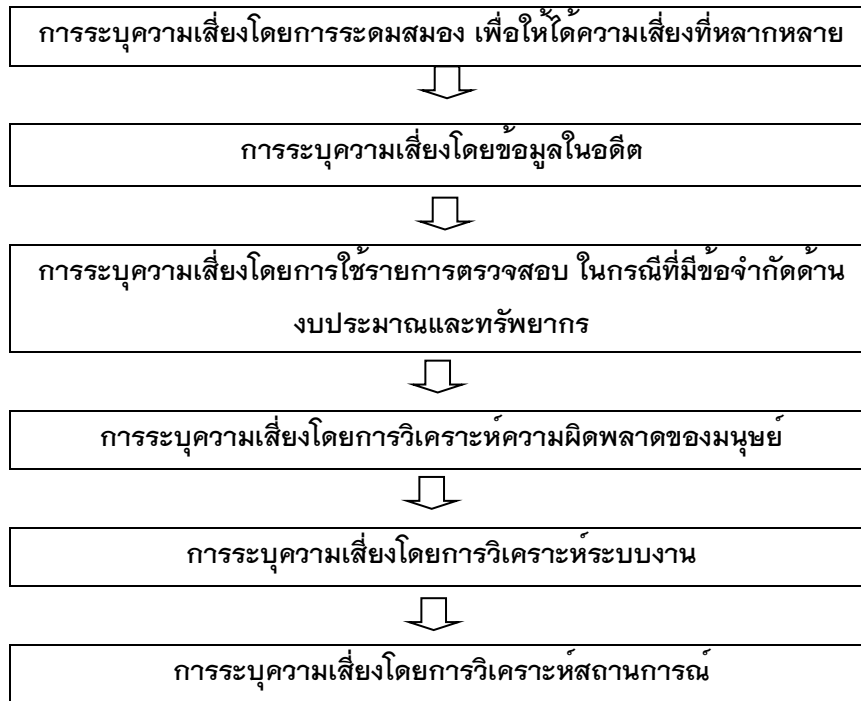 การระบุความเสี่ยงโดยการระดมสมอง เพื่อให้ได้ความเสี่ยงที่หลากหลาย
การระบุความเสี่ยงโดยข้อมูลในอดีต
การระบุความเสี่ยงโดยการใช้รายการตรวจสอบ ในกรณีที่มีข้อจำกัดด้าน
งบประมาณและทรัพยากร
การระบุความเสี่ยงโดยการวิเคราะห์ความผิดพลาดของมนุษย์
การระบุความเสี่ยงโดยการวิเคราะห์ระบบงาน
การระบุความเสี่ยงโดยการวิเคราะห์สถานการณ์